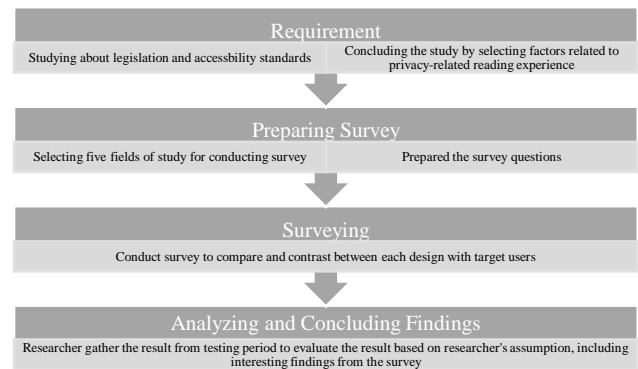 Requirement
Studying about legislation and accessbility standards
Concluding the study by selecting factors related to
privacy-related reading experience
Preparing Survey
Selecting five fields of study for conducting survey
Prepared the survey questions
Surveying
Conduct survey to compare and contrast between each design with target users
Analyzing and Concluding Findings
Researcher gather the result from testing period to evaluate the result based on researcher's assumption, including
interesting findings from the survey